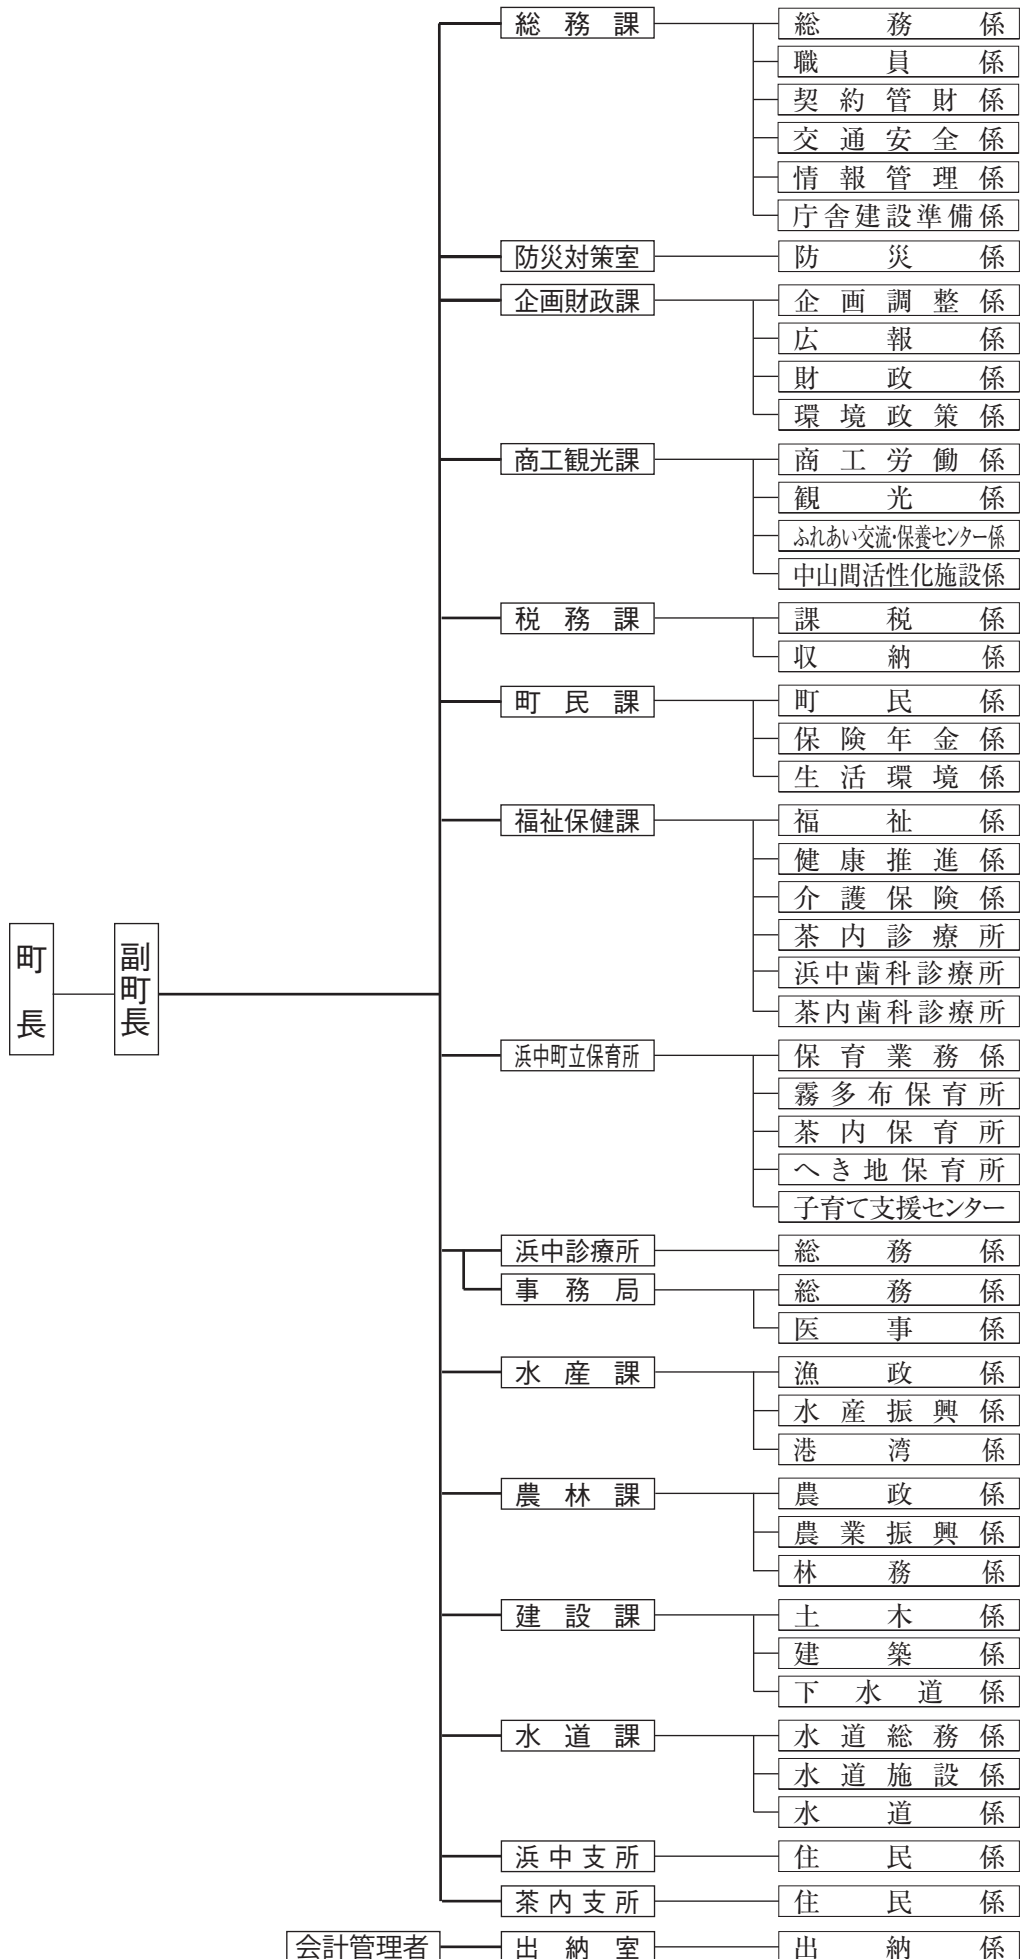 町長
副町長
総務課
総務係
職員係
契約管財係
交通安全係
情報管理係
庁舎建設準備係
防災対策室
防災係
企画財政課
企画調整係
広報係
財政係
環境政策係
商工観光課
商工労働係
観光係
ふれあい交流・保養センター係
中山間活性化施設係
税務課
課税係
収納係
町民課
町民係
保険年金係
生活環境係
福祉保健課
福祉係
健康推進係
介護保険係
茶内診療所
浜中歯科診療所
茶内歯科診療所
浜中町立保育所
保育業務係
霧多布保育所
茶内保育所
へき地保育所
子育て支援センター
浜中診療所
総務係
事務局
総務係
医事係
水産課
漁政係
水産振興係
港湾係
農林課
農政係
農業振興係
林務係
建設課
土木係
建築係
下水道係
水道課
水道総務係
水道施設係
水道係
浜中支所
住民係
茶内支所
住民係
会計管理者
出納室
出納係